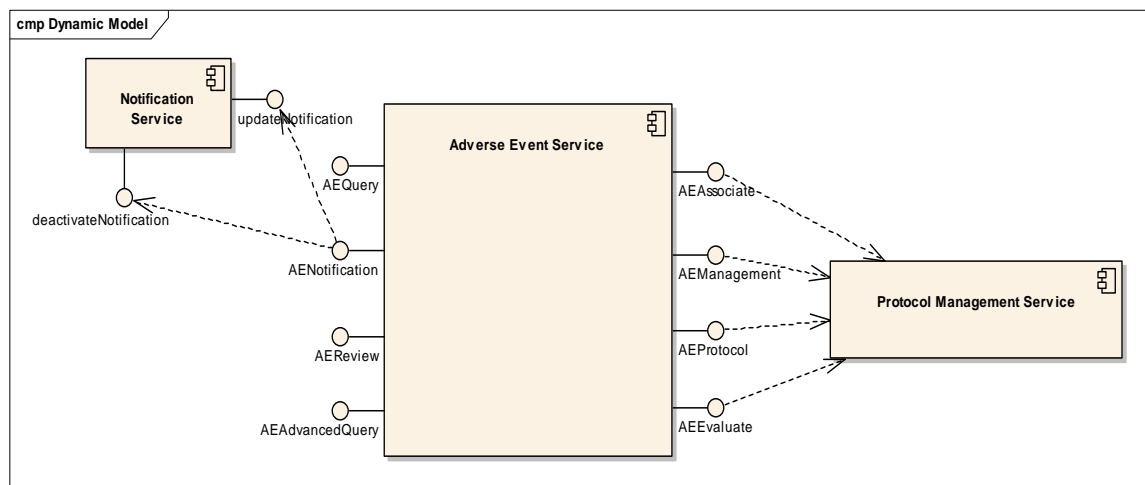 cmp Dynamic Model
Notification
Service
updateNotification
deactivateNotification
Adverse Event Service
AEQuery
AENotification
AEReview
AEAdvancedQuery
AEAssociate
AEManagement
AEProtocol
AEEvaluate
Protocol Management Service